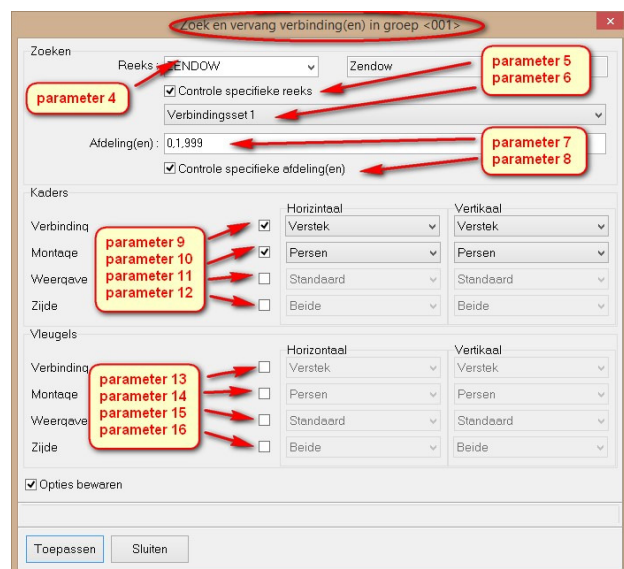 Zoek en vervang verbinding(en) in groep <001>
Zoeken
Reeks : ZENDOW Zendow
parameter 4
parameter 5
parameter 6
Controle specifieke reeks
Verbindingsset 1
Afdeling(en) : 0,1,999
parameter 7
parameter 8
Controle specifieke afdeling(en)
Kaders
Horizintaal Vertikaal
Verbinding Verstek Verstek
Montage Persen Persen
Weergave Standaard Standaard
Zijde Beide Beide
parameter 9
parameter 10
parameter 11
parameter 12
Vleugels
Horizontaal Vertikaal
Verbinding Verstek Verstek
Montage Persen Persen
Weergave Standaard Standaard
Zijde Beide Beide
parameter 13
parameter 14
parameter 15
parameter 16
Opties bewaren
Toepassen Sluiten